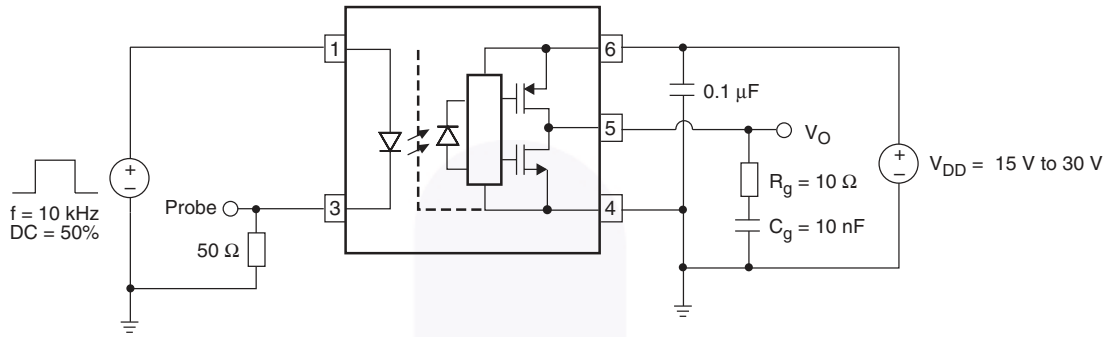 1
6
0.1 μF
5
V_O
V_DD = 15 V to 30 V
R_g = 10 Ω
f = 10 kHz
DC = 50%
Probe
3
4
C_g = 10 nF
50 Ω